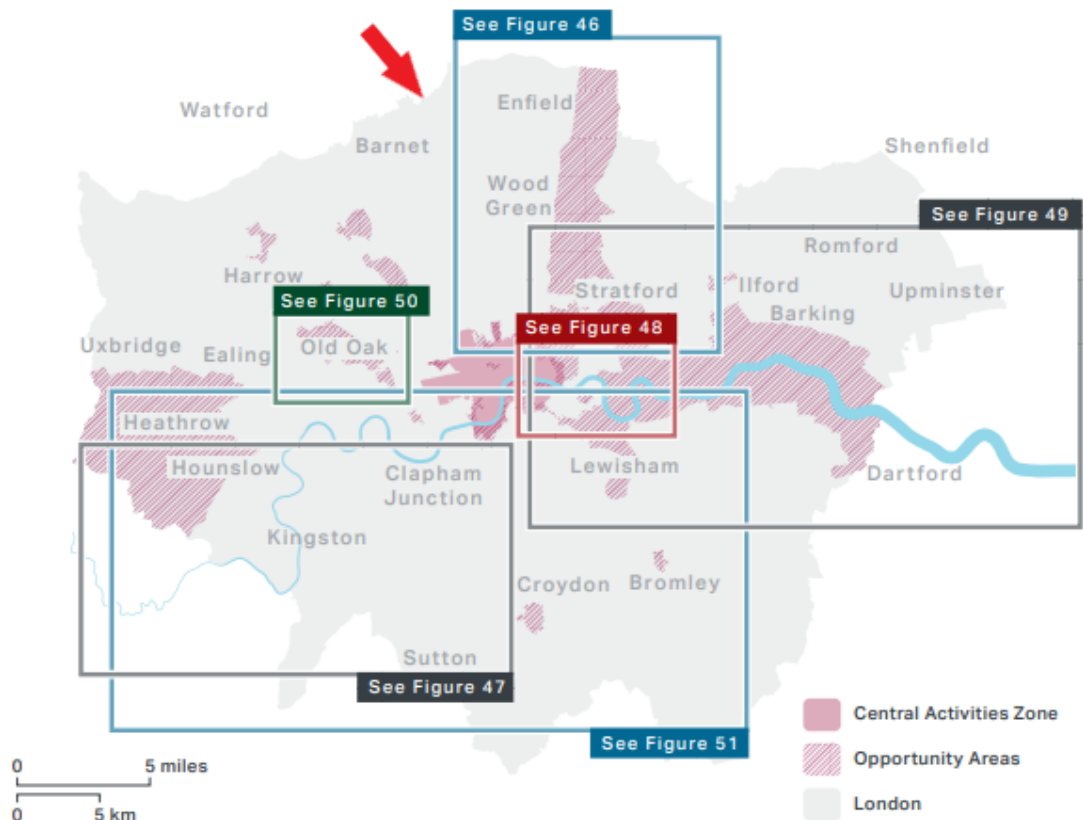 See Figure 46
Watford
Enfield
Barnet
Shenfield
Wood
Green
See Figure 49
Romford
Harrow
Stratford
Ilford
Upminster
See Figure 50
Barking
See Figure 48
Uxbridge
Ealing
Old Oak
Heathrow
Hounslow
Clapham
Junction
Lewisham
Dartford
Kingston
Croydon
Bromley
Sutton
See Figure 47
See Figure 51
Central Activities Zone
Opportunity Areas
London
0
5 miles
0
5 km